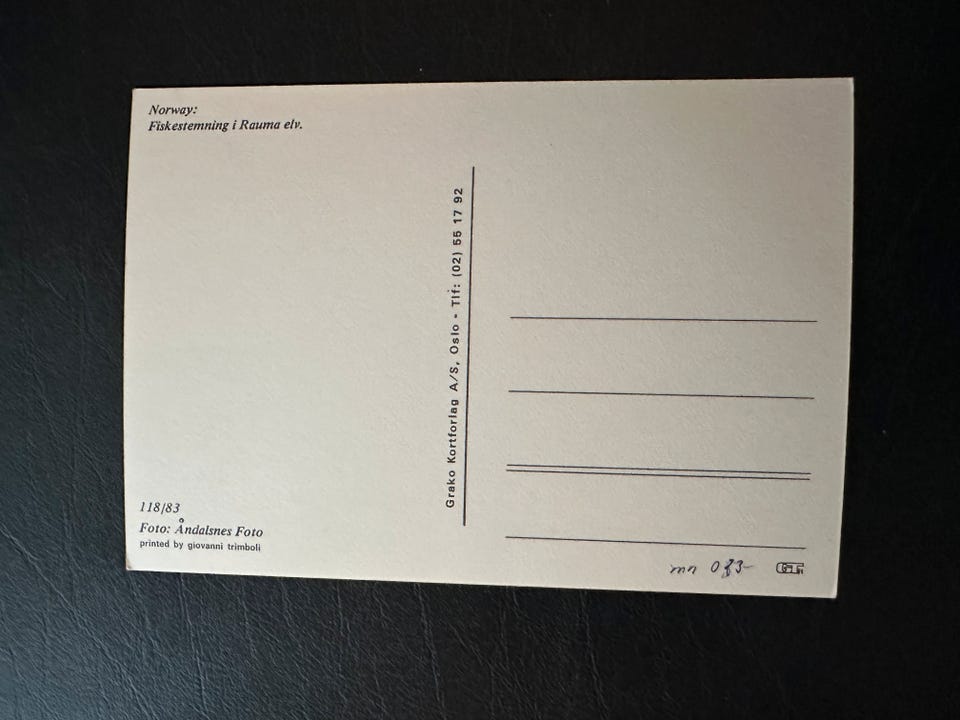 Norway:
Fiskestemning i Rauma elv.
Grako Kortforlag A/S, Oslo - Tlf: (02) 55 17 92
118/83
Foto: Åndalsnes Foto
printed by giovanni trimboli